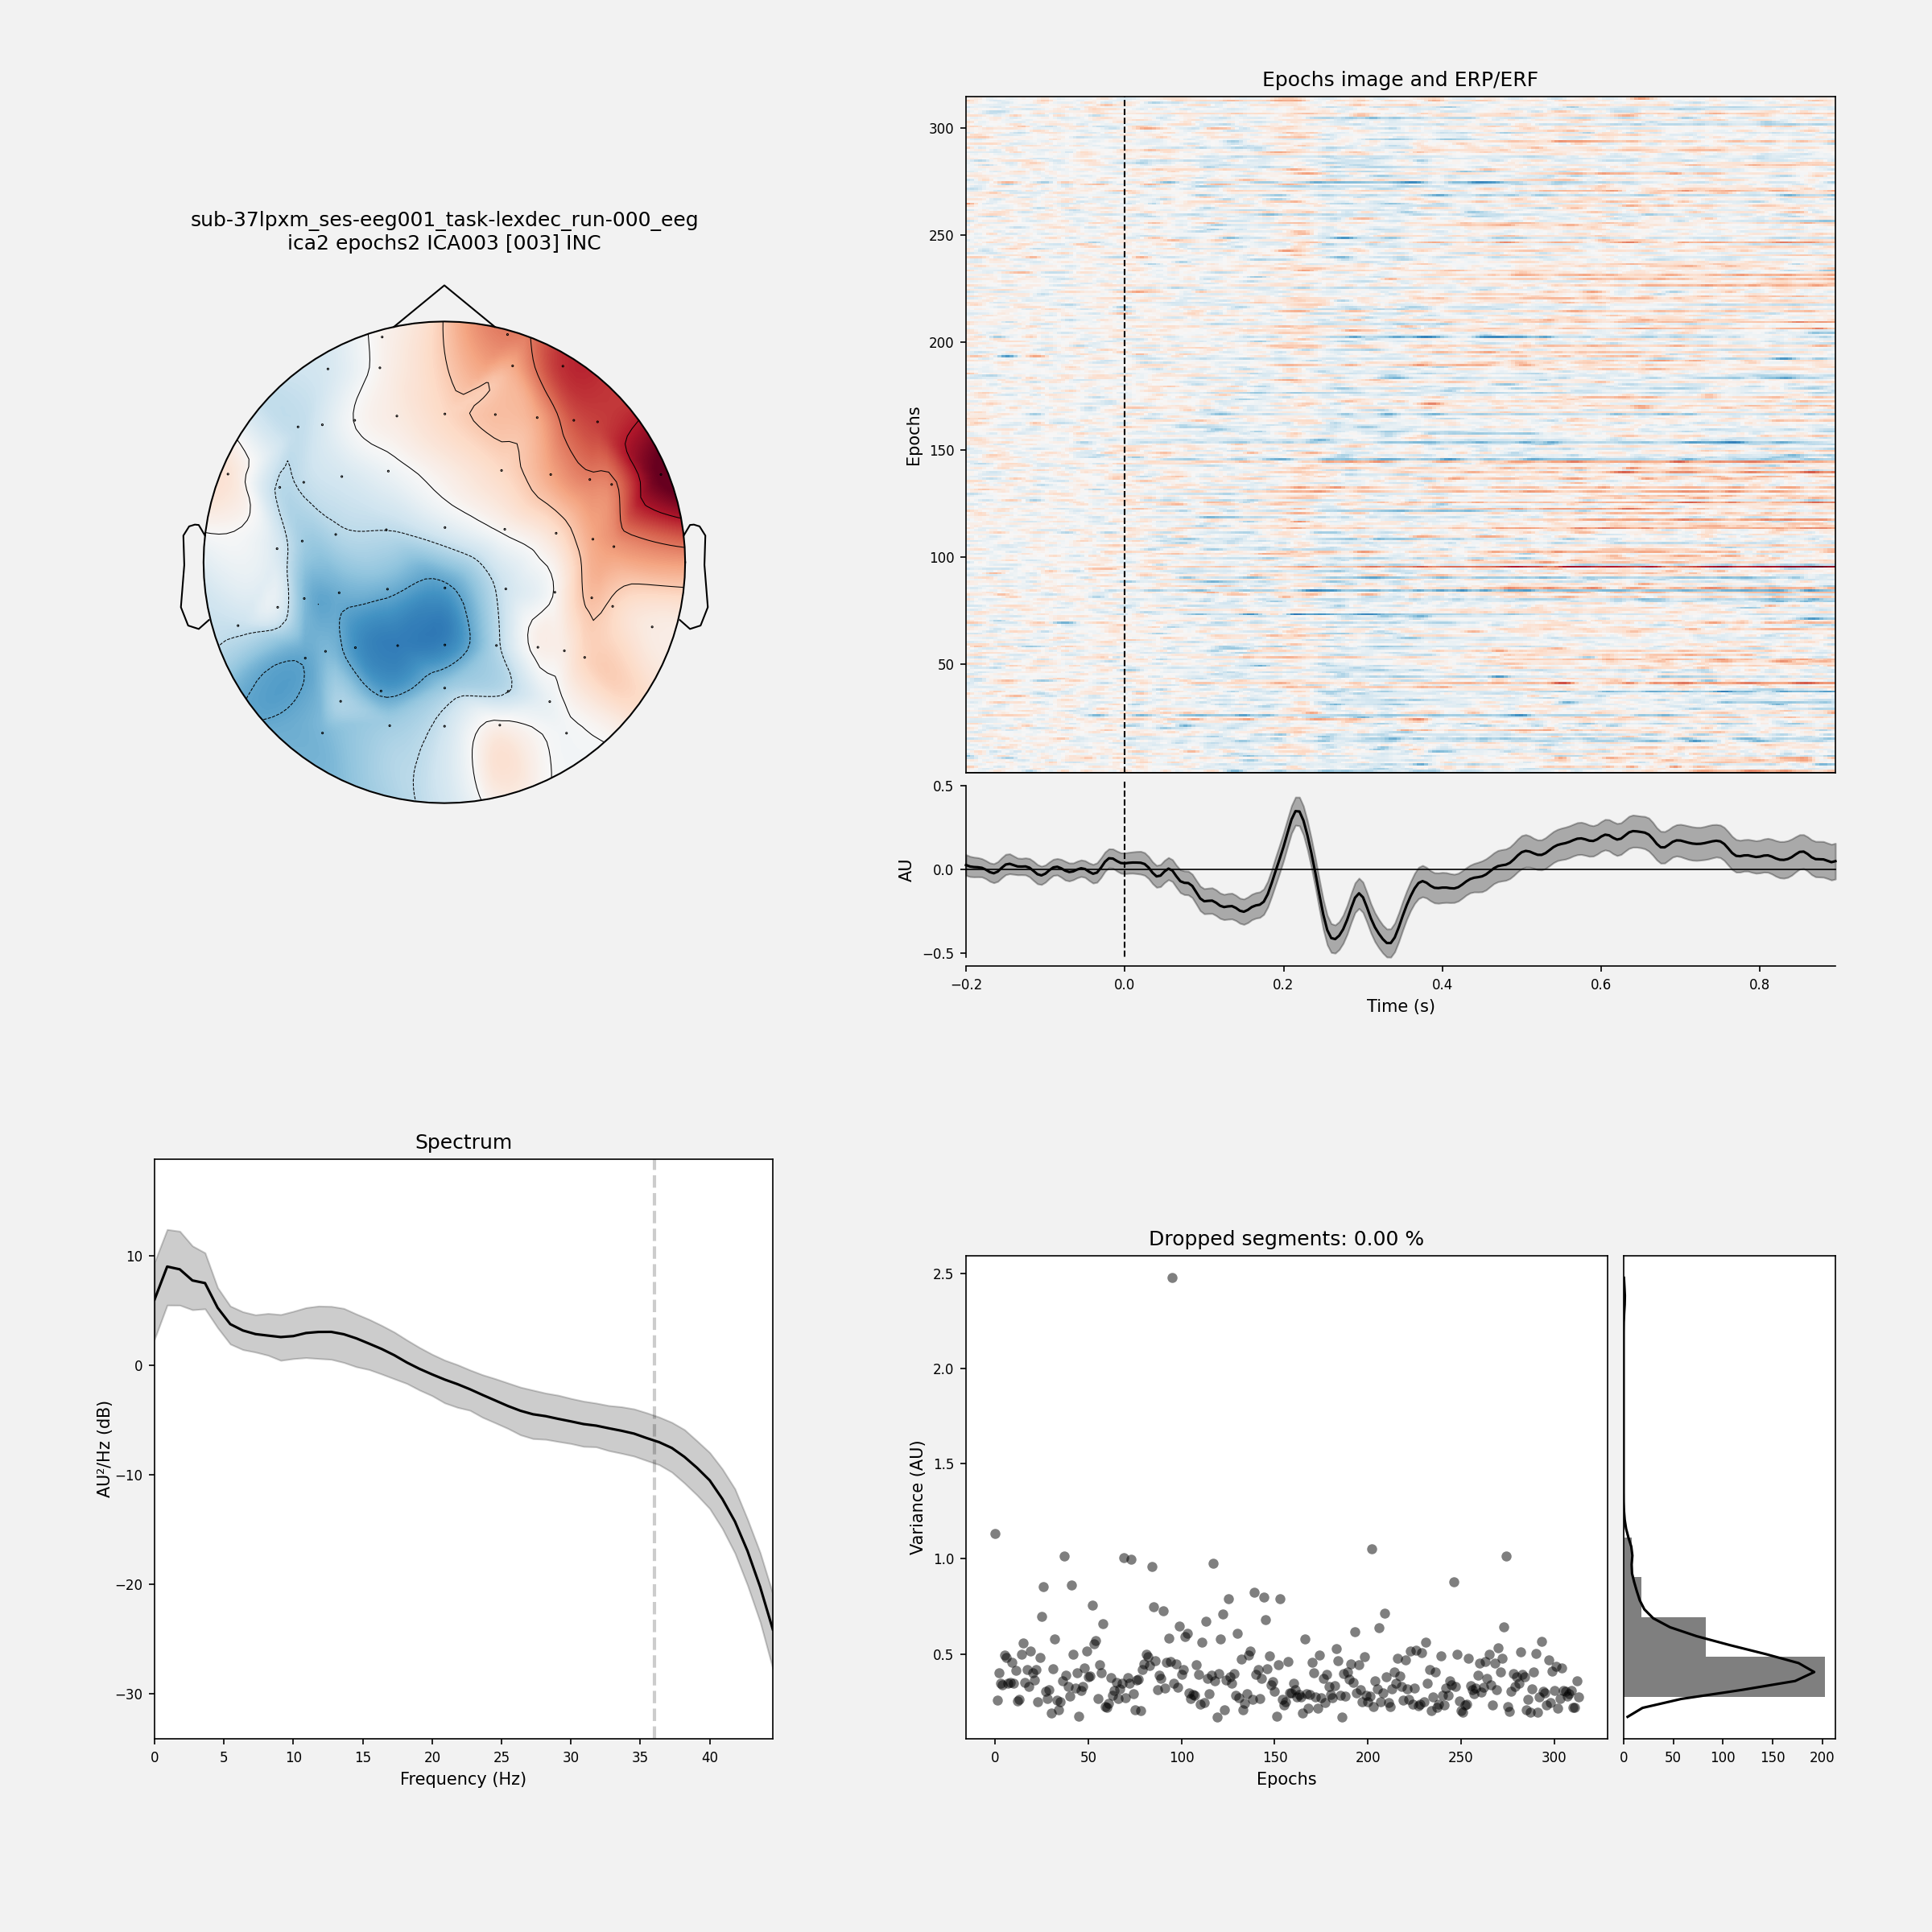 sub-37lpxm_ses-eeg001_task-lexdec_run-000_eeg
ica2 epochs2 ICA003 [003] INC
Epochs image and ERP/ERF
Epochs
300
250
200
150
100
50
AU
0.5
0.0
−0.5
−0.2 0.0 0.2 0.4 0.6 0.8
Time (s)
Spectrum
AU²/Hz (dB)
10
0
−10
−20
−30
0 5 10 15 20 25 30 35 40
Frequency (Hz)
Dropped segments: 0.00 %
Variance (AU)
2.5
2.0
1.5
1.0
0.5
0 50 100 150 200 250 300
Epochs
0 50 100 150 200